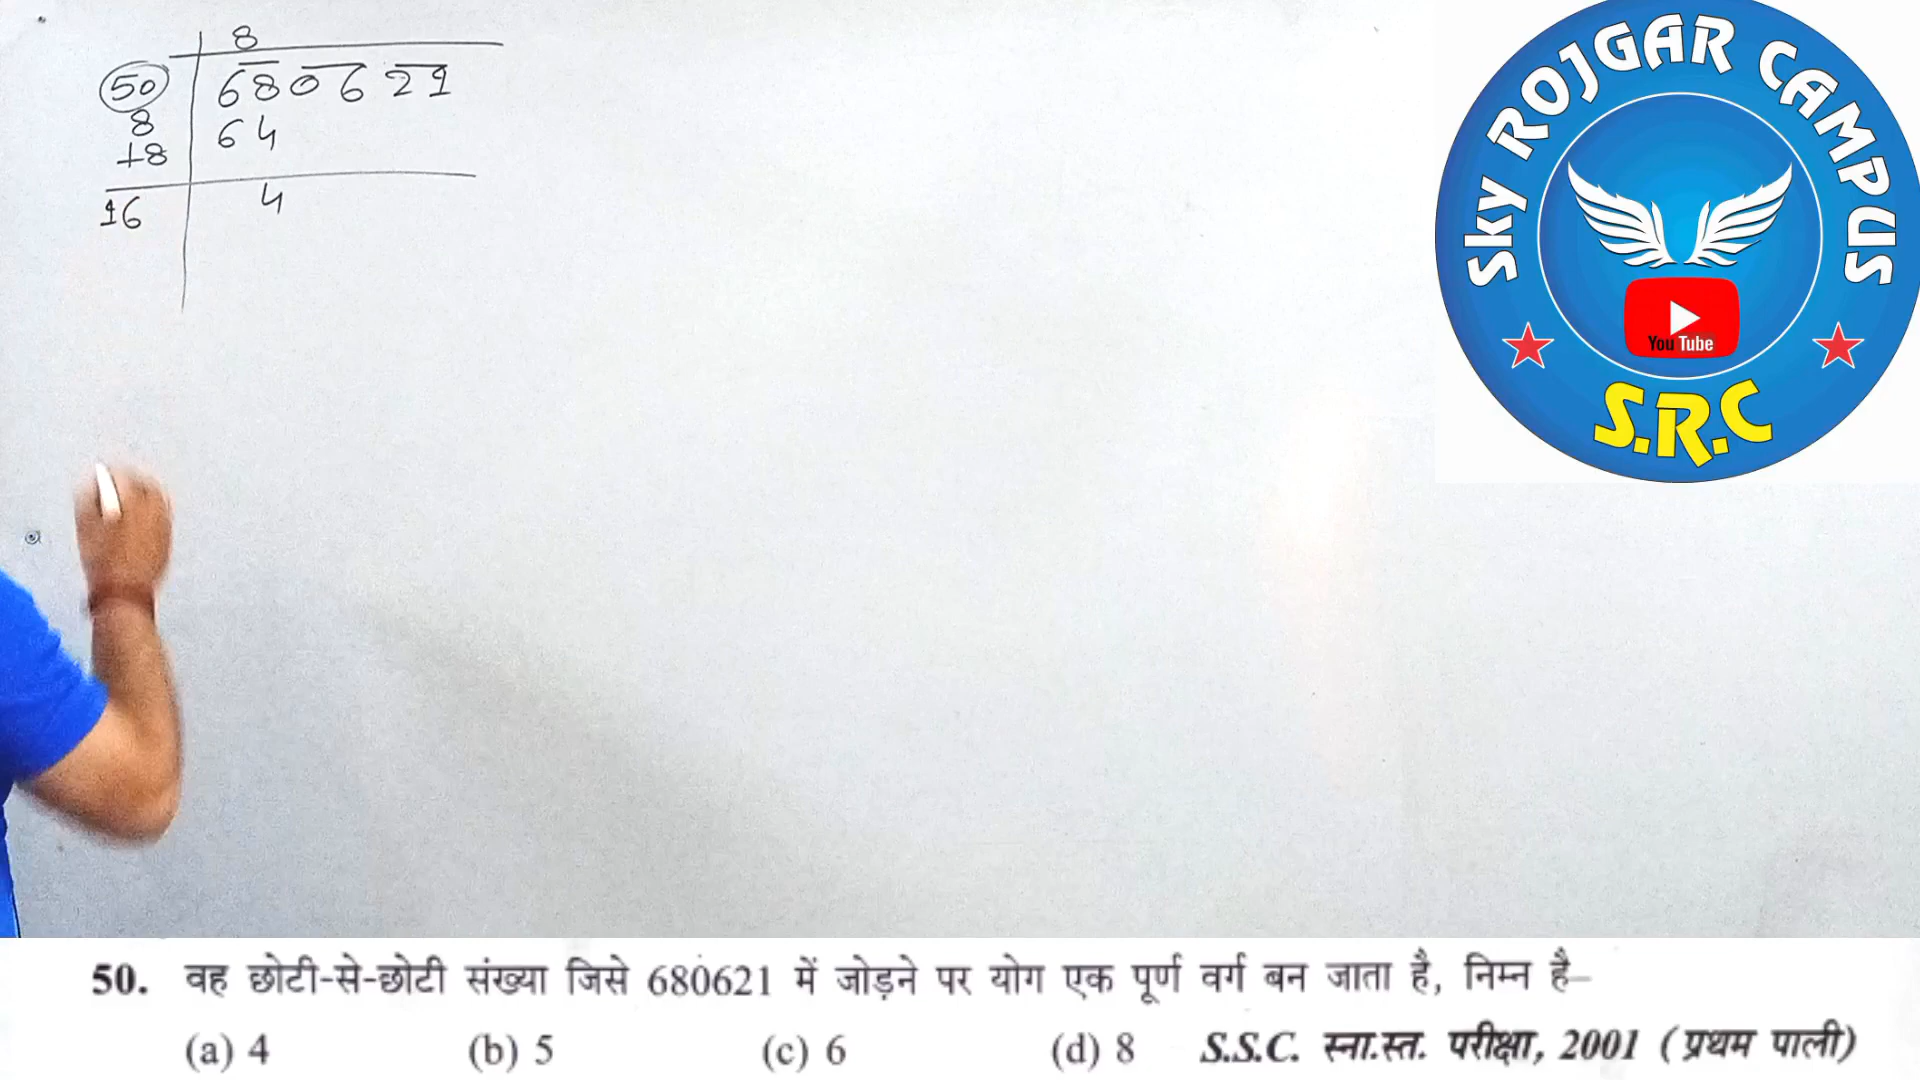 8
50 680621
8 64
+8
16 4
Sky ROJGAR CAMPUS
You Tube
S.R.C
50. वह छोटी-से-छोटी संख्या जिसे 680621 में जोड़ने पर योग एक पूर्ण वर्ग बन जाता है, निम्न है–
(a) 4 (b) 5 (c) 6 (d) 8 S.S.C. स्ना.स्त. परीक्षा, 2001 (प्रथम पाली)